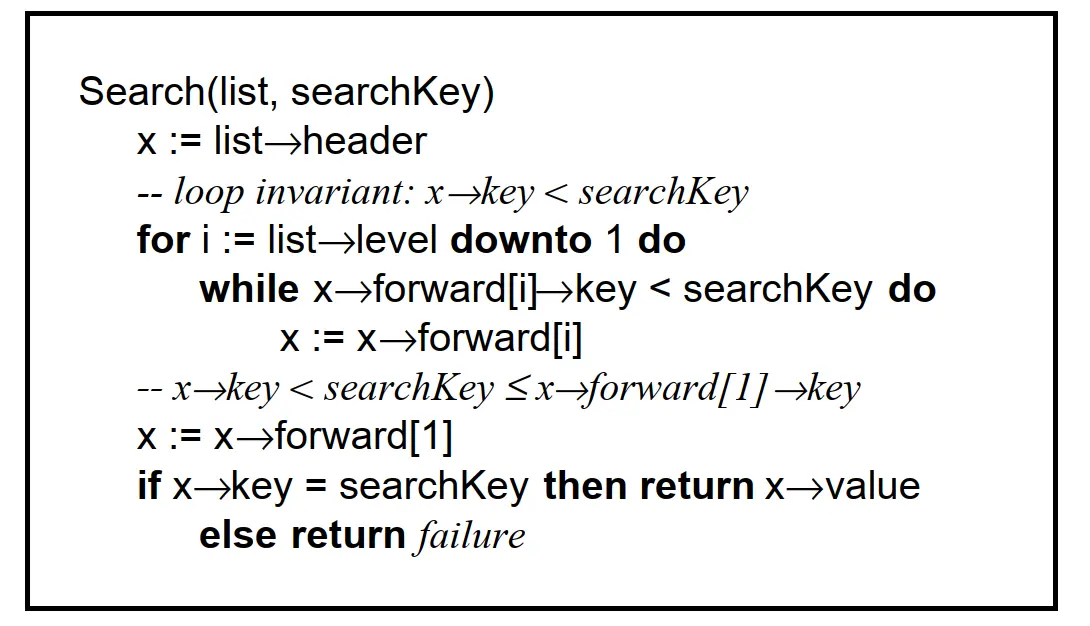 Search(list, searchKey)
x := list→header
-- loop invariant: x→key < searchKey
for i := list→level downto 1 do
while x→forward[i]→key < searchKey do
x := x→forward[i]
-- x→key < searchKey ≤ x→forward[1]→key
x := x→forward[1]
if x→key = searchKey then return x→value
else return failure